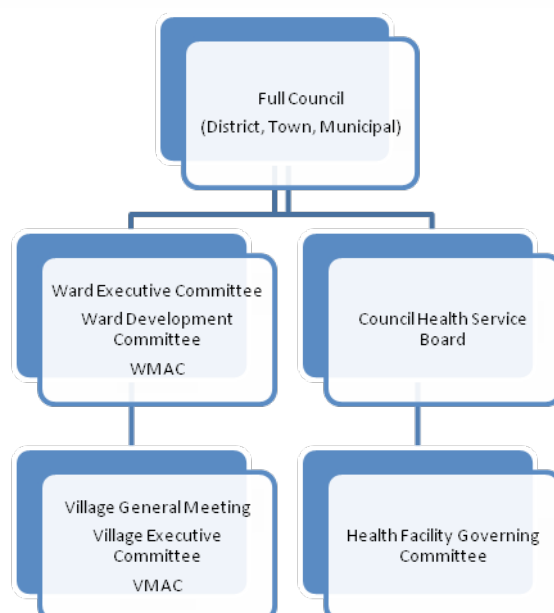 Full Council
(District, Town, Municipal)
Ward Executive Committee
Ward Development
Committee
WMAC
Council Health Service
Board
Village General Meeting
Village Executive
Committee
VMAC
Health Facility Governing
Committee